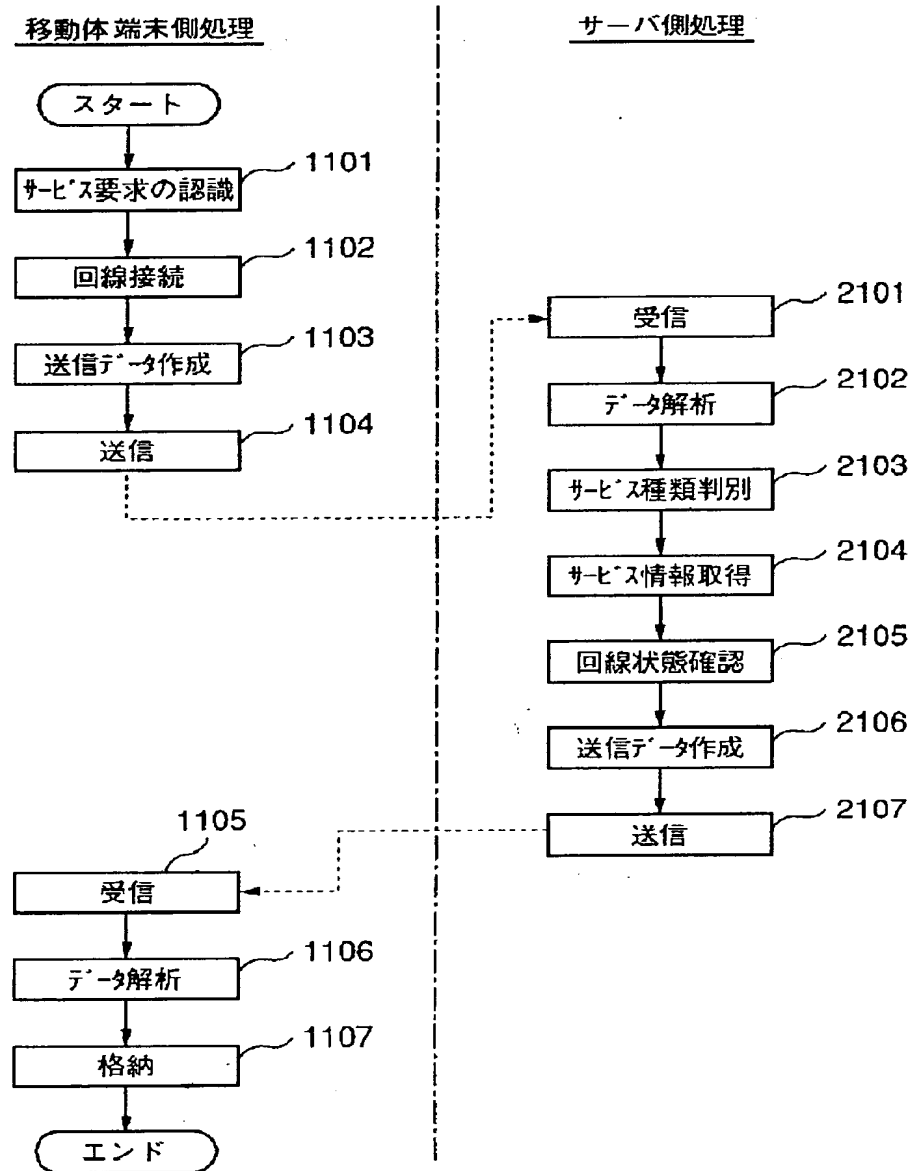 移動体端末側処理
スタート
1101
サービス要求の認識
1102
回線接続
1103
送信データ作成
1104
送信
1105
受信
1106
データ解析
1107
格納
エンド
サーバ側処理
2101
受信
2102
データ解析
2103
サービス種類判別
2104
サービス情報取得
2105
回線状態確認
2106
送信データ作成
2107
送信